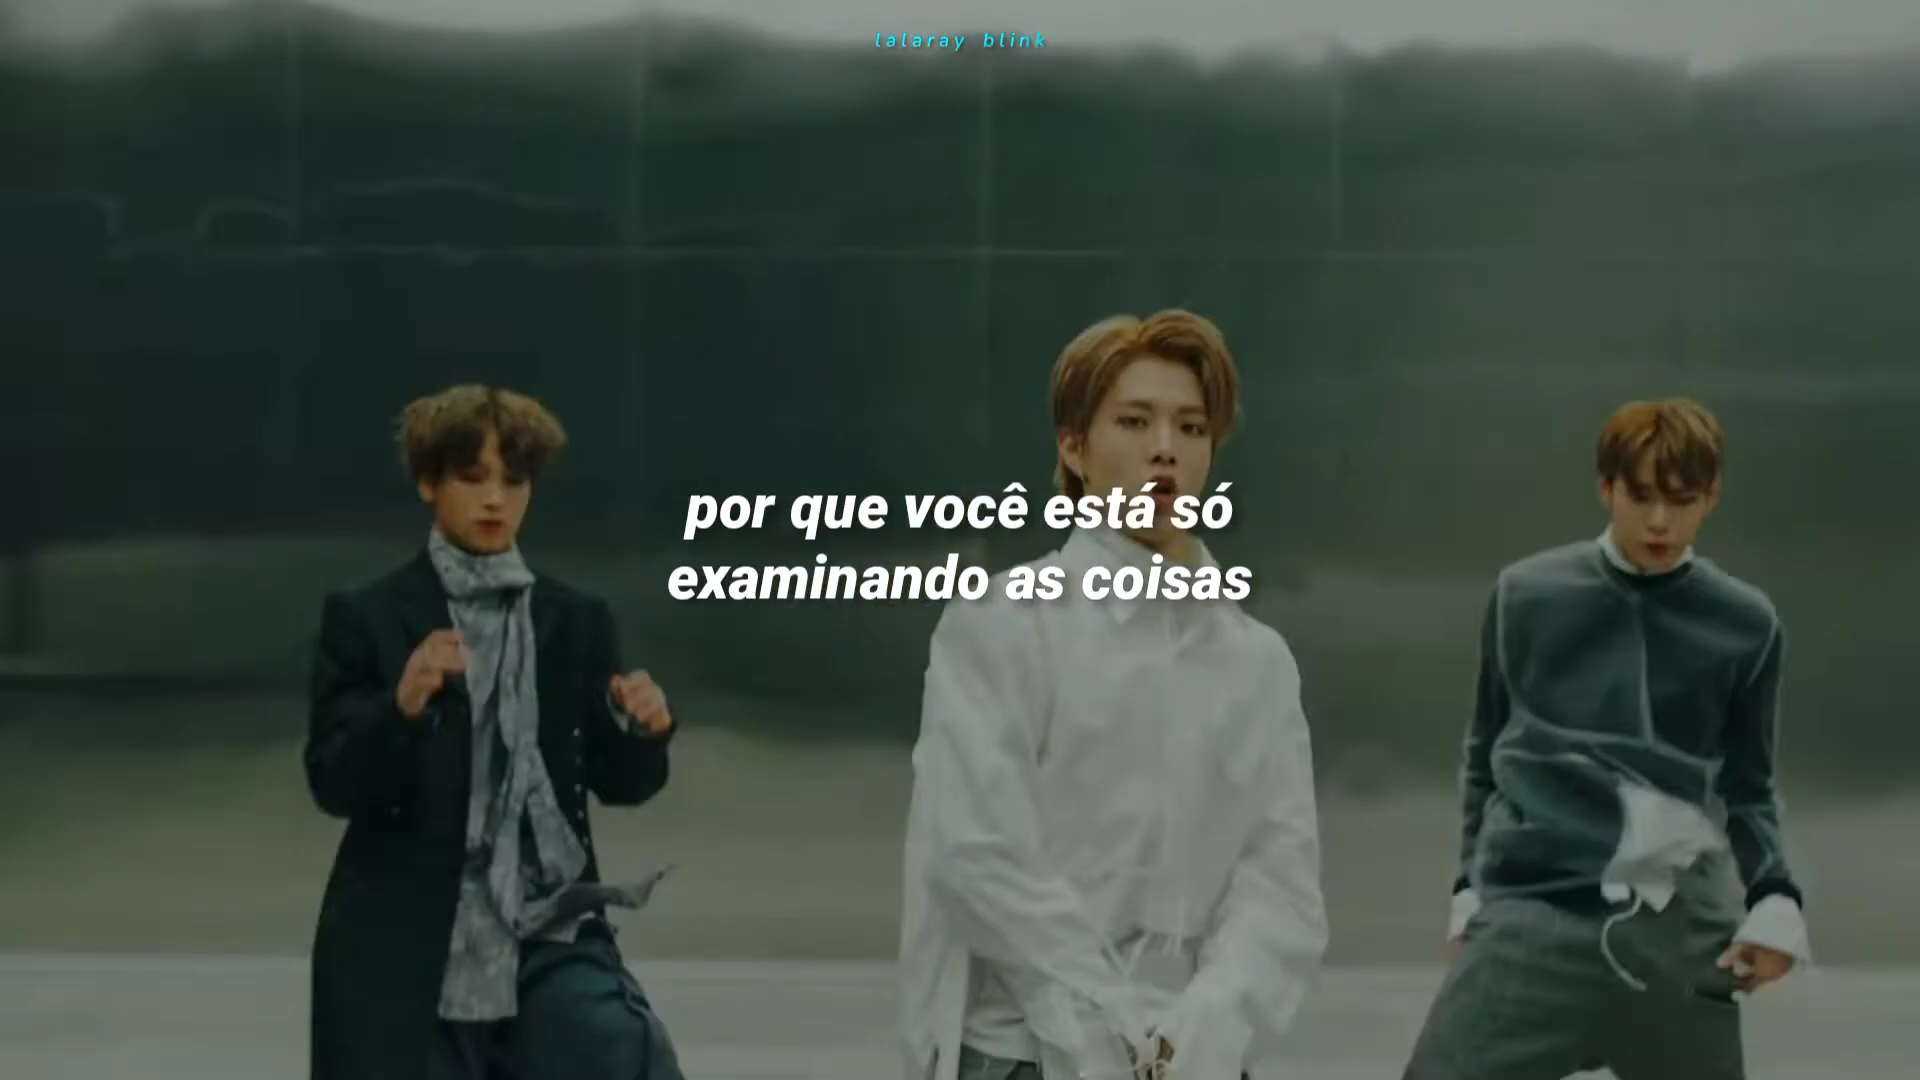 lalaray blink
por que você está só
examinando as coisas